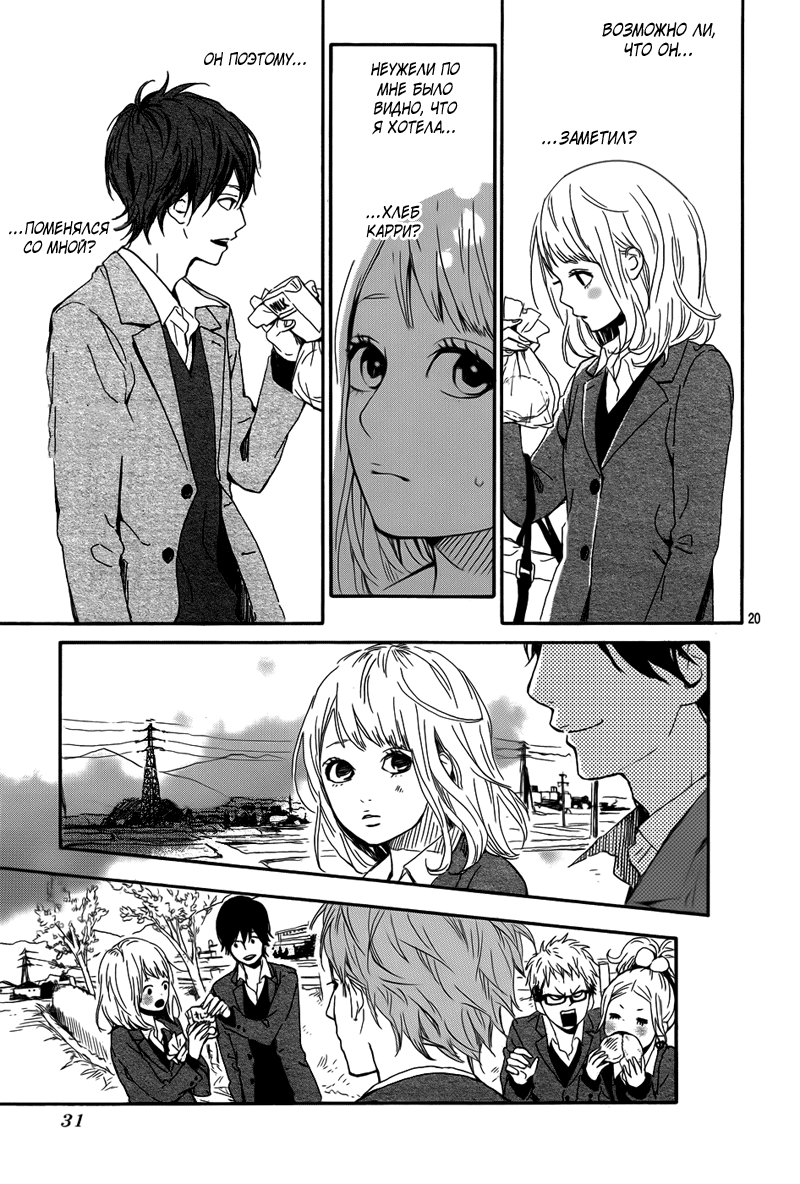 ВОЗМОЖНО ЛИ,
ЧТО ОН...
...ЗАМЕТИЛ?
НЕУЖЕЛИ ПО
МНЕ БЫЛО
ВИДНО, ЧТО
Я ХОТЕЛА...
...ХЛЕБ
КАРРИ?
ОН ПОЭТОМУ...
...ПОМЕНЯЛСЯ
СО МНОЙ?
MILK
20
31